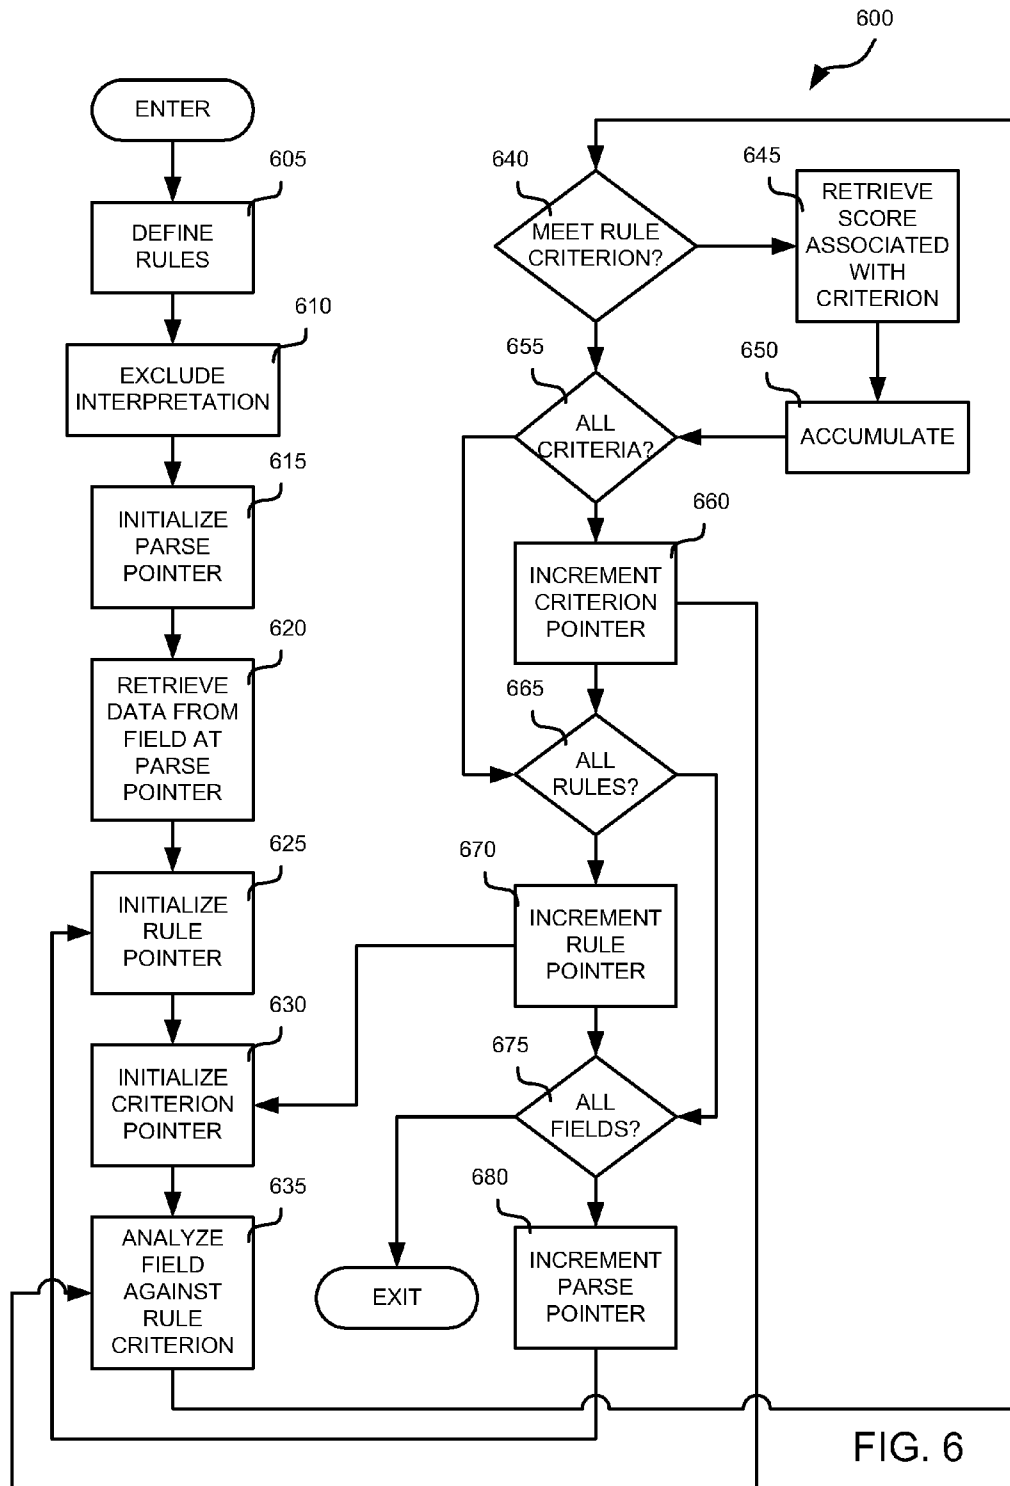 600
ENTER
605
DEFINE
RULES
610
EXCLUDE
INTERPRETATION
615
INITIALIZE
PARSE
POINTER
620
RETRIEVE
DATA FROM
FIELD AT
PARSE
POINTER
625
INITIALIZE
RULE
POINTER
630
INITIALIZE
CRITERION
POINTER
635
ANALYZE
FIELD
AGAINST
RULE
CRITERION
640
MEET RULE
CRITERION?
645
RETRIEVE
SCORE
ASSOCIATED
WITH
CRITERION
650
ACCUMULATE
655
ALL
CRITERIA?
660
INCREMENT
CRITERION
POINTER
665
ALL
RULES?
670
INCREMENT
RULE
POINTER
675
ALL
FIELDS?
680
INCREMENT
PARSE
POINTER
EXIT
FIG. 6